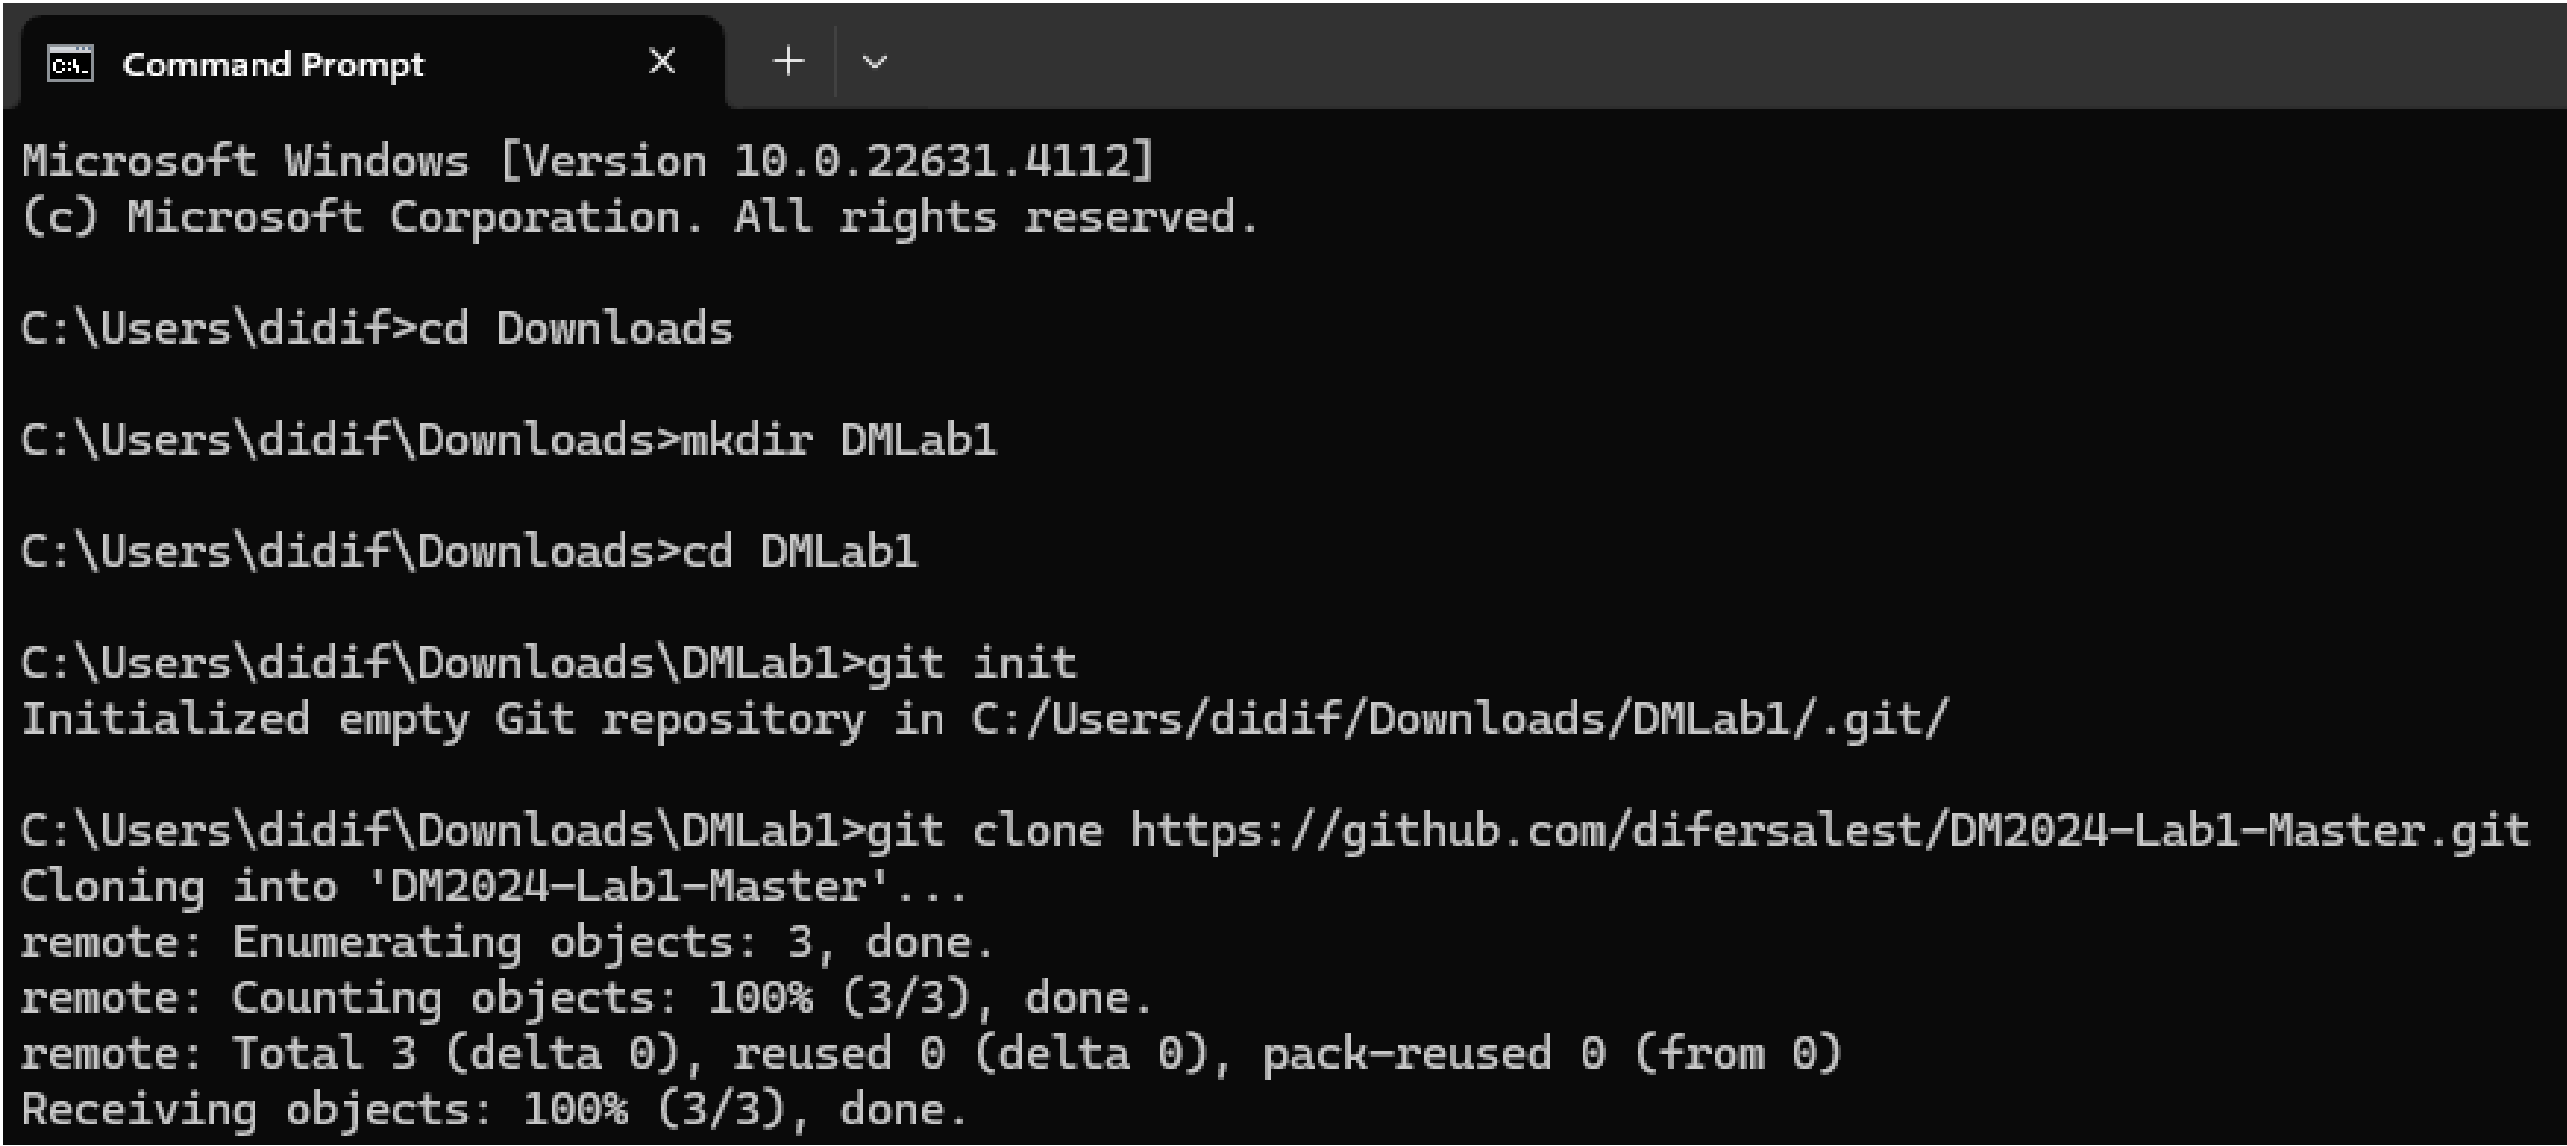 Command Prompt
Microsoft Windows [Version 10.0.22631.4112]
(c) Microsoft Corporation. All rights reserved.
C:\Users\didif>cd Downloads
C:\Users\didif\Downloads>mkdir DMLab1
C:\Users\didif\Downloads>cd DMLab1
C:\Users\didif\Downloads\DMLab1>git init
Initialized empty Git repository in C:/Users/didif/Downloads/DMLab1/.git/
C:\Users\didif\Downloads\DMLab1>git clone https://github.com/difersalest/DM2024-Lab1-Master.git
Cloning into 'DM2024-Lab1-Master'...
remote: Enumerating objects: 3, done.
remote: Counting objects: 100% (3/3), done.
remote: Total 3 (delta 0), reused 0 (delta 0), pack-reused 0 (from 0)
Receiving objects: 100% (3/3), done.